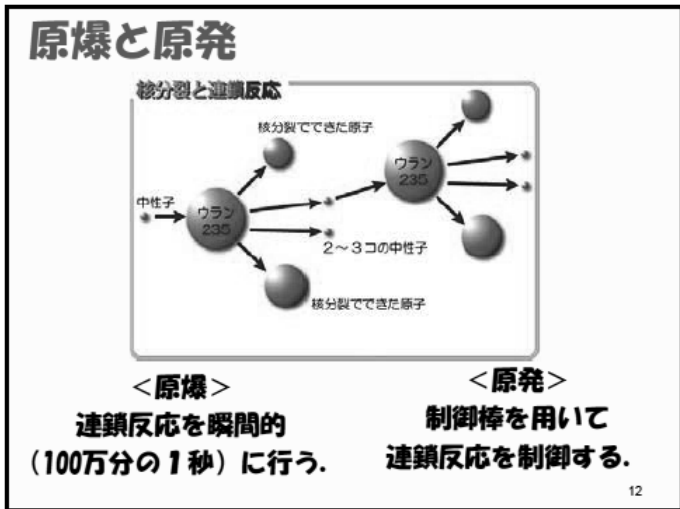 原爆と原発
核分裂と連鎖反応
核分裂でできた原子
ウラン
235
中性子
ウラン
235
2～3コの中性子
核分裂でできた原子
＜原爆＞
連鎖反応を瞬間的
（100万分の１秒）に行う.
＜原発＞
制御棒を用いて
連鎖反応を制御する.
12